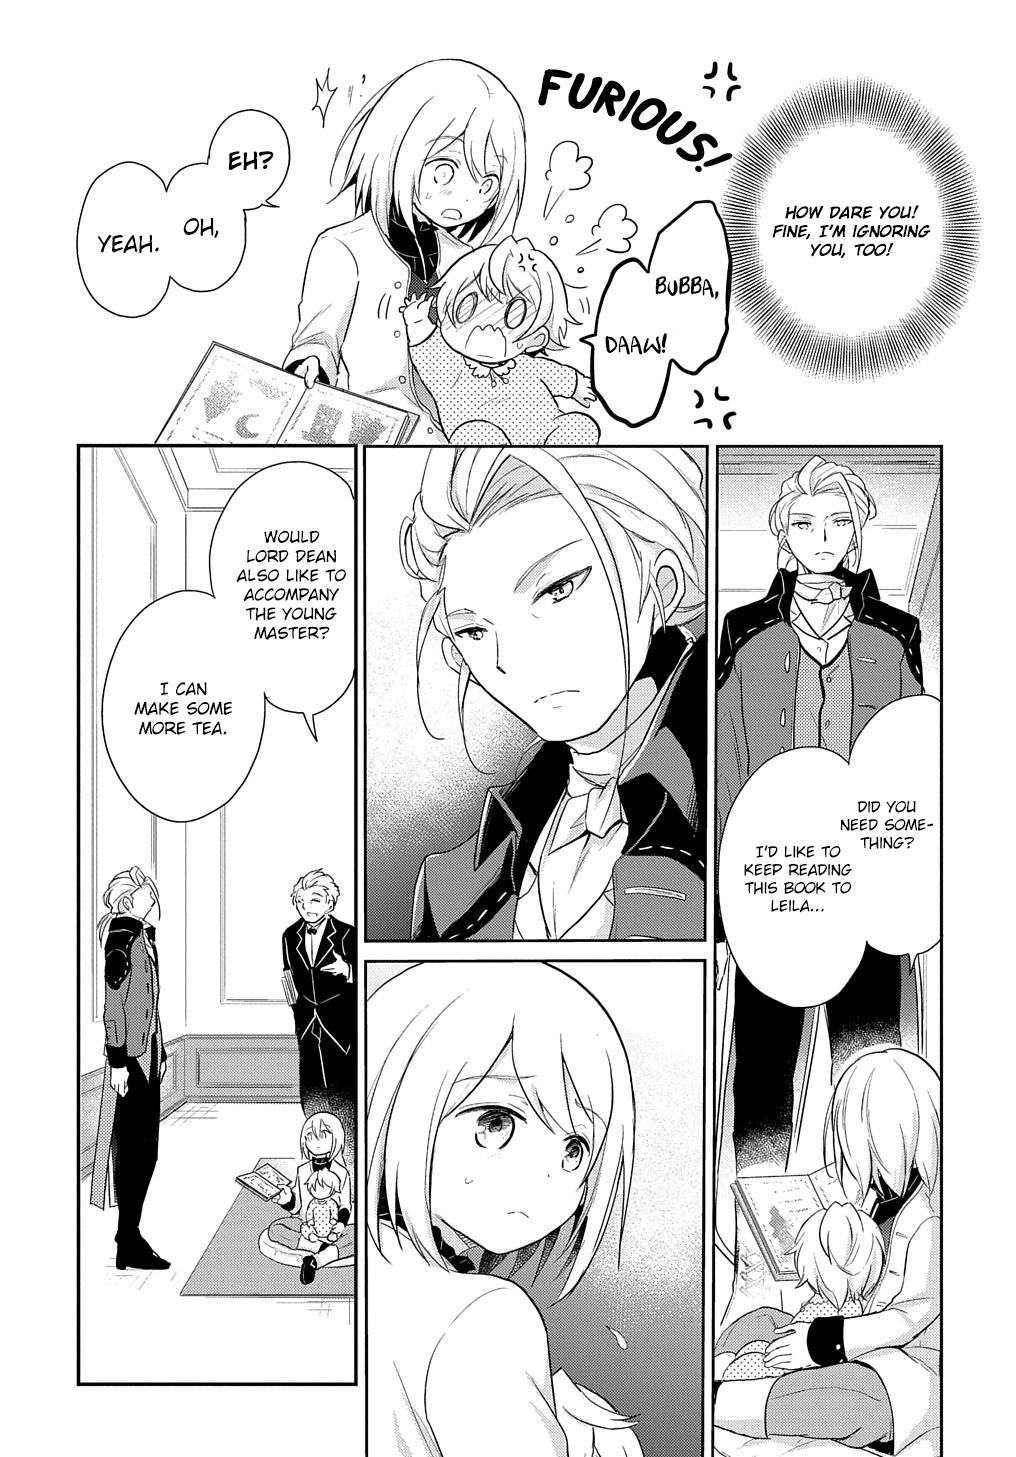 HOW DARE YOU!
FINE, I'M IGNORING
YOU, TOO!
FURIOUS!
BUBBA,
DAAW!
EH?
OH,
YEAH.
DID YOU
NEED SOME-
THING?
I'D LIKE TO
KEEP READING
THIS BOOK TO
LEILA...
WOULD
LORD DEAN
ALSO LIKE TO
ACCOMPANY
THE YOUNG
MASTER?
I CAN
MAKE SOME
MORE TEA.